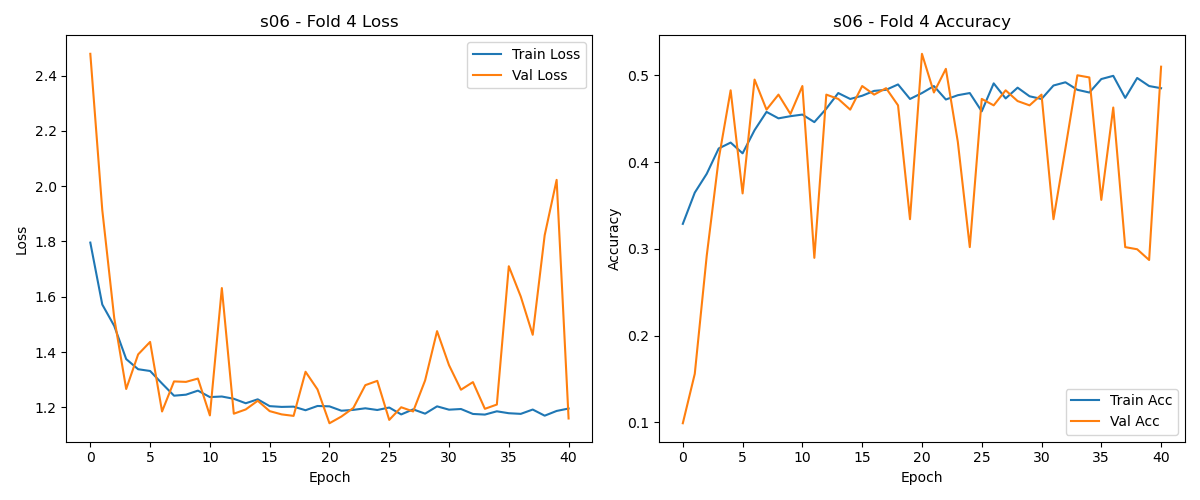 s06 - Fold 4 Loss
Train Loss
Val Loss
2.4
2.2
2.0
1.8
1.6
1.4
1.2
Loss
0 5 10 15 20 25 30 35 40
Epoch
s06 - Fold 4 Accuracy
0.5
0.4
0.3
0.2
0.1
Accuracy
Train Acc
Val Acc
0 5 10 15 20 25 30 35 40
Epoch